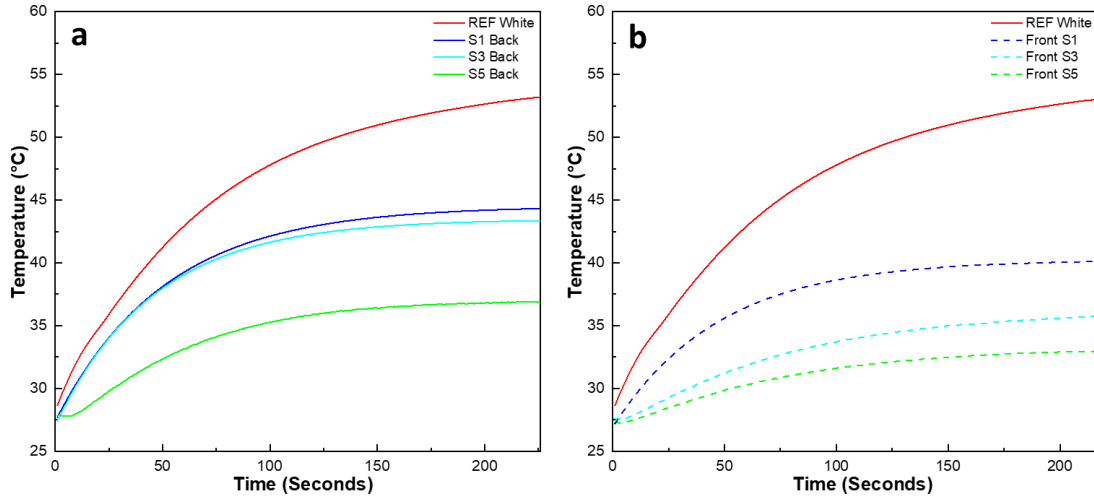 a
REF White
S1 Back
S3 Back
S5 Back
60
55
50
45
40
35
30
25
Temperature (°C)
0
50
100
150
200
Time (Seconds)
b
REF White
Front S1
Front S3
Front S5
60
55
50
45
40
35
30
25
Temperature (°C)
0
50
100
150
200
Time (Seconds)